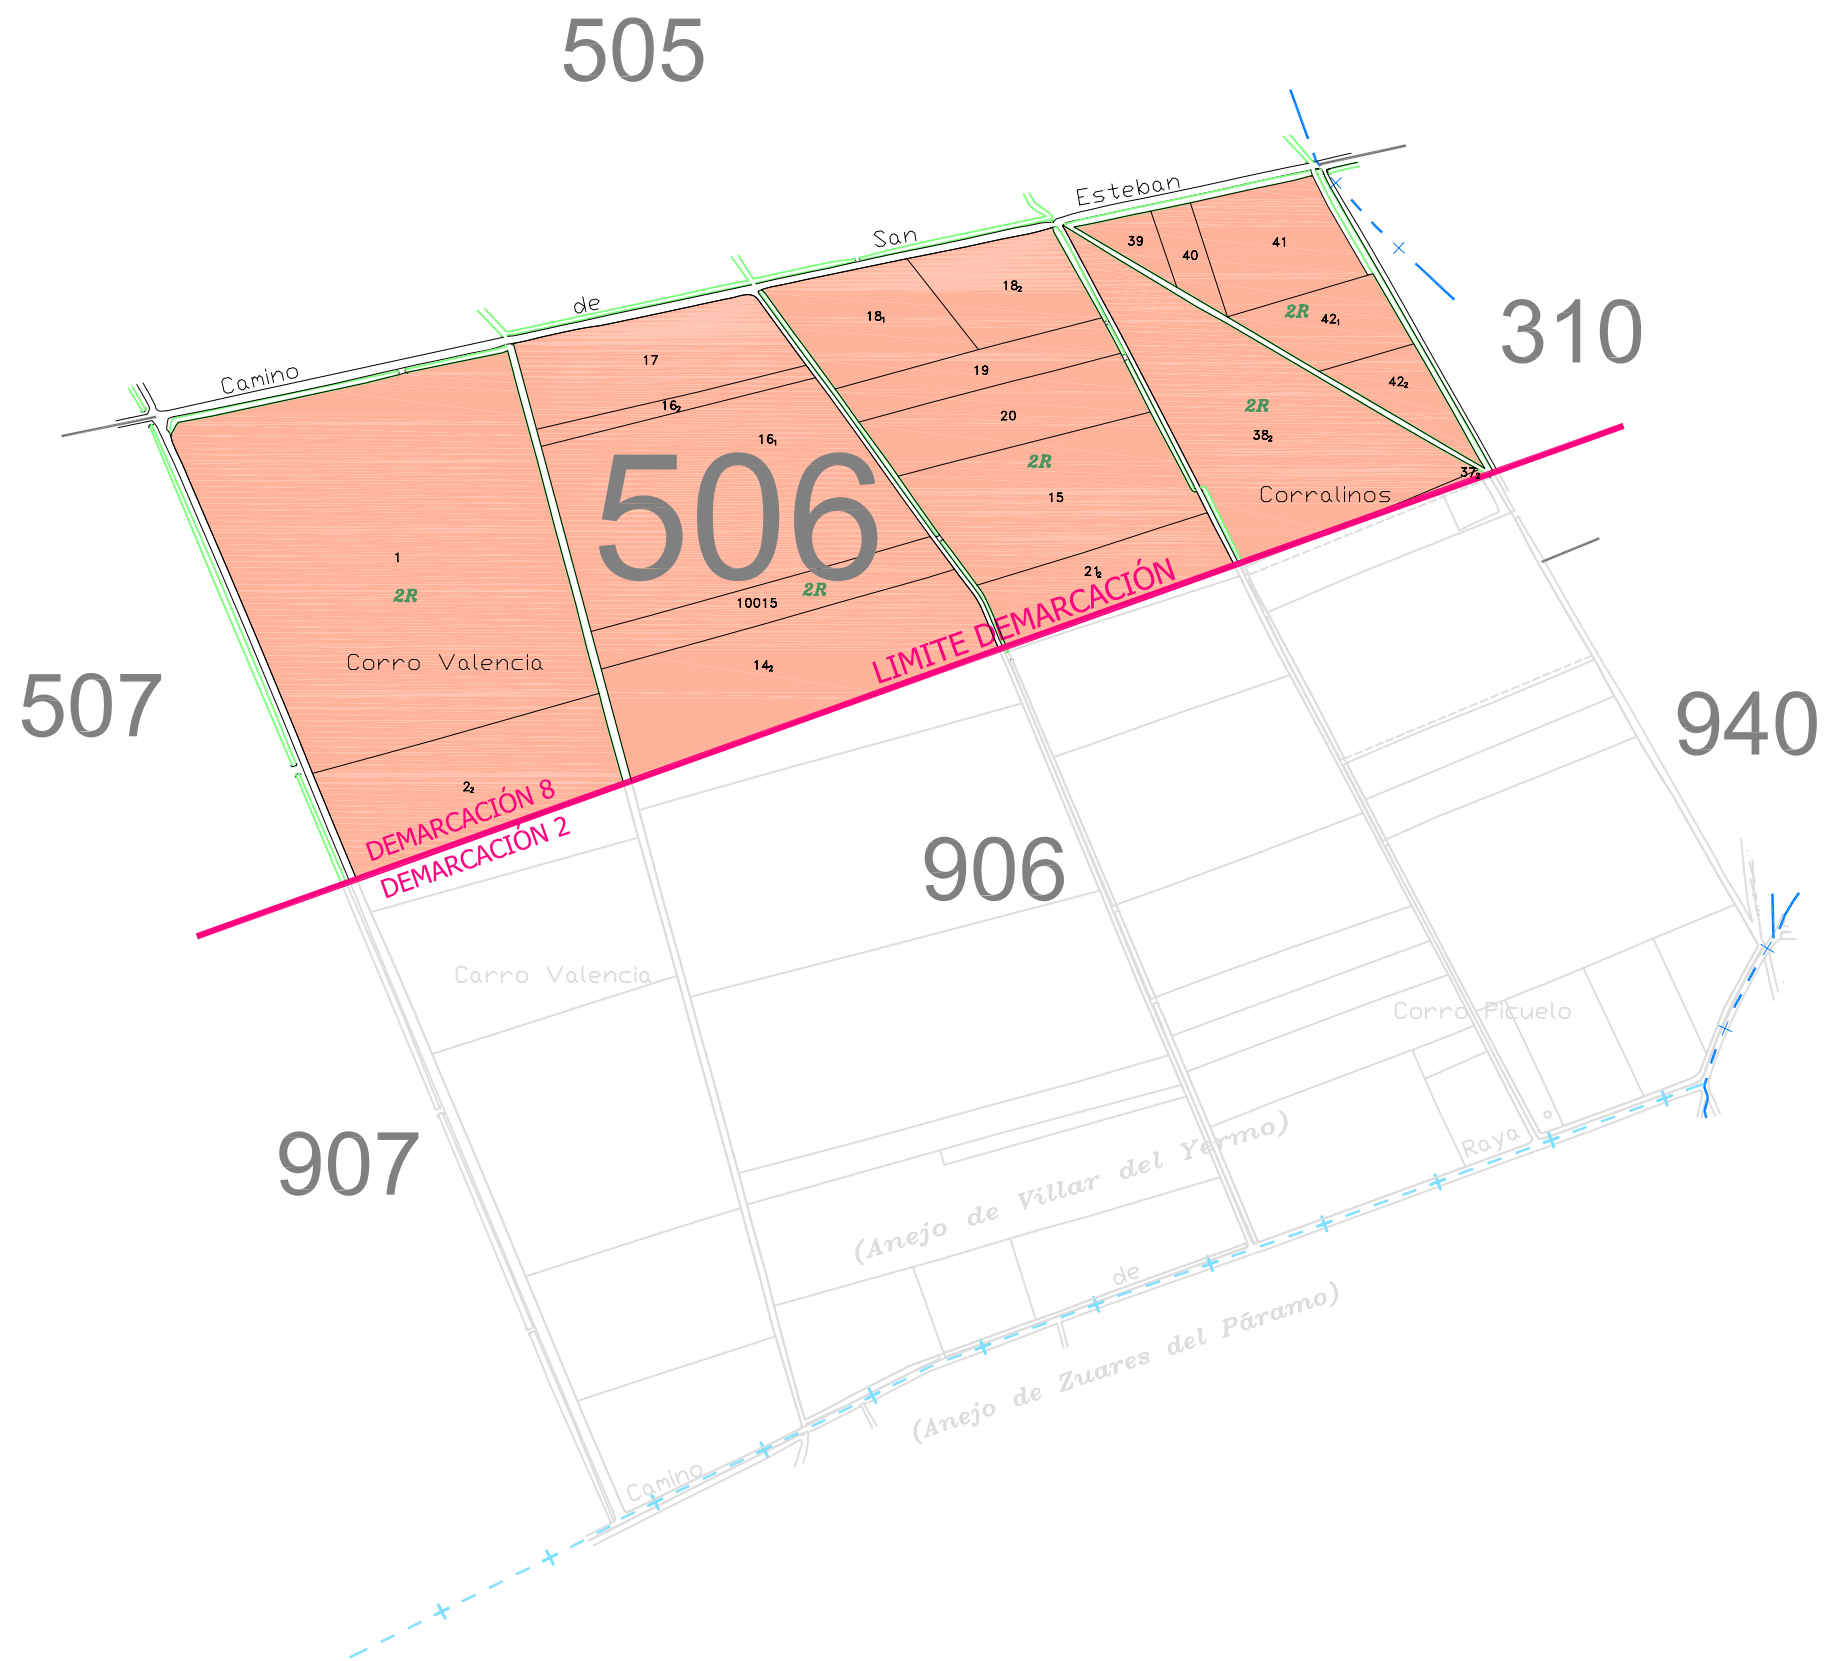 505
Camino de San Esteban
39
40
41
18₂
18₁
2R
42₁
310
17
19
42₂
16₂
20
2R
38₂
16₁
2R
37₂
506
15
Corralinos
1
2R
10015
2R
21₂
Corro Valencia
14₂
LIMITE DEMARCACIÓN
507
940
2₂
DEMARCACIÓN 8
DEMARCACIÓN 2
906
Carro Valencia
Corro Picuelo
907
(Anejo de Villar del Yermo)
(Anejo de Zuares del Páramo)
Camino de Raya